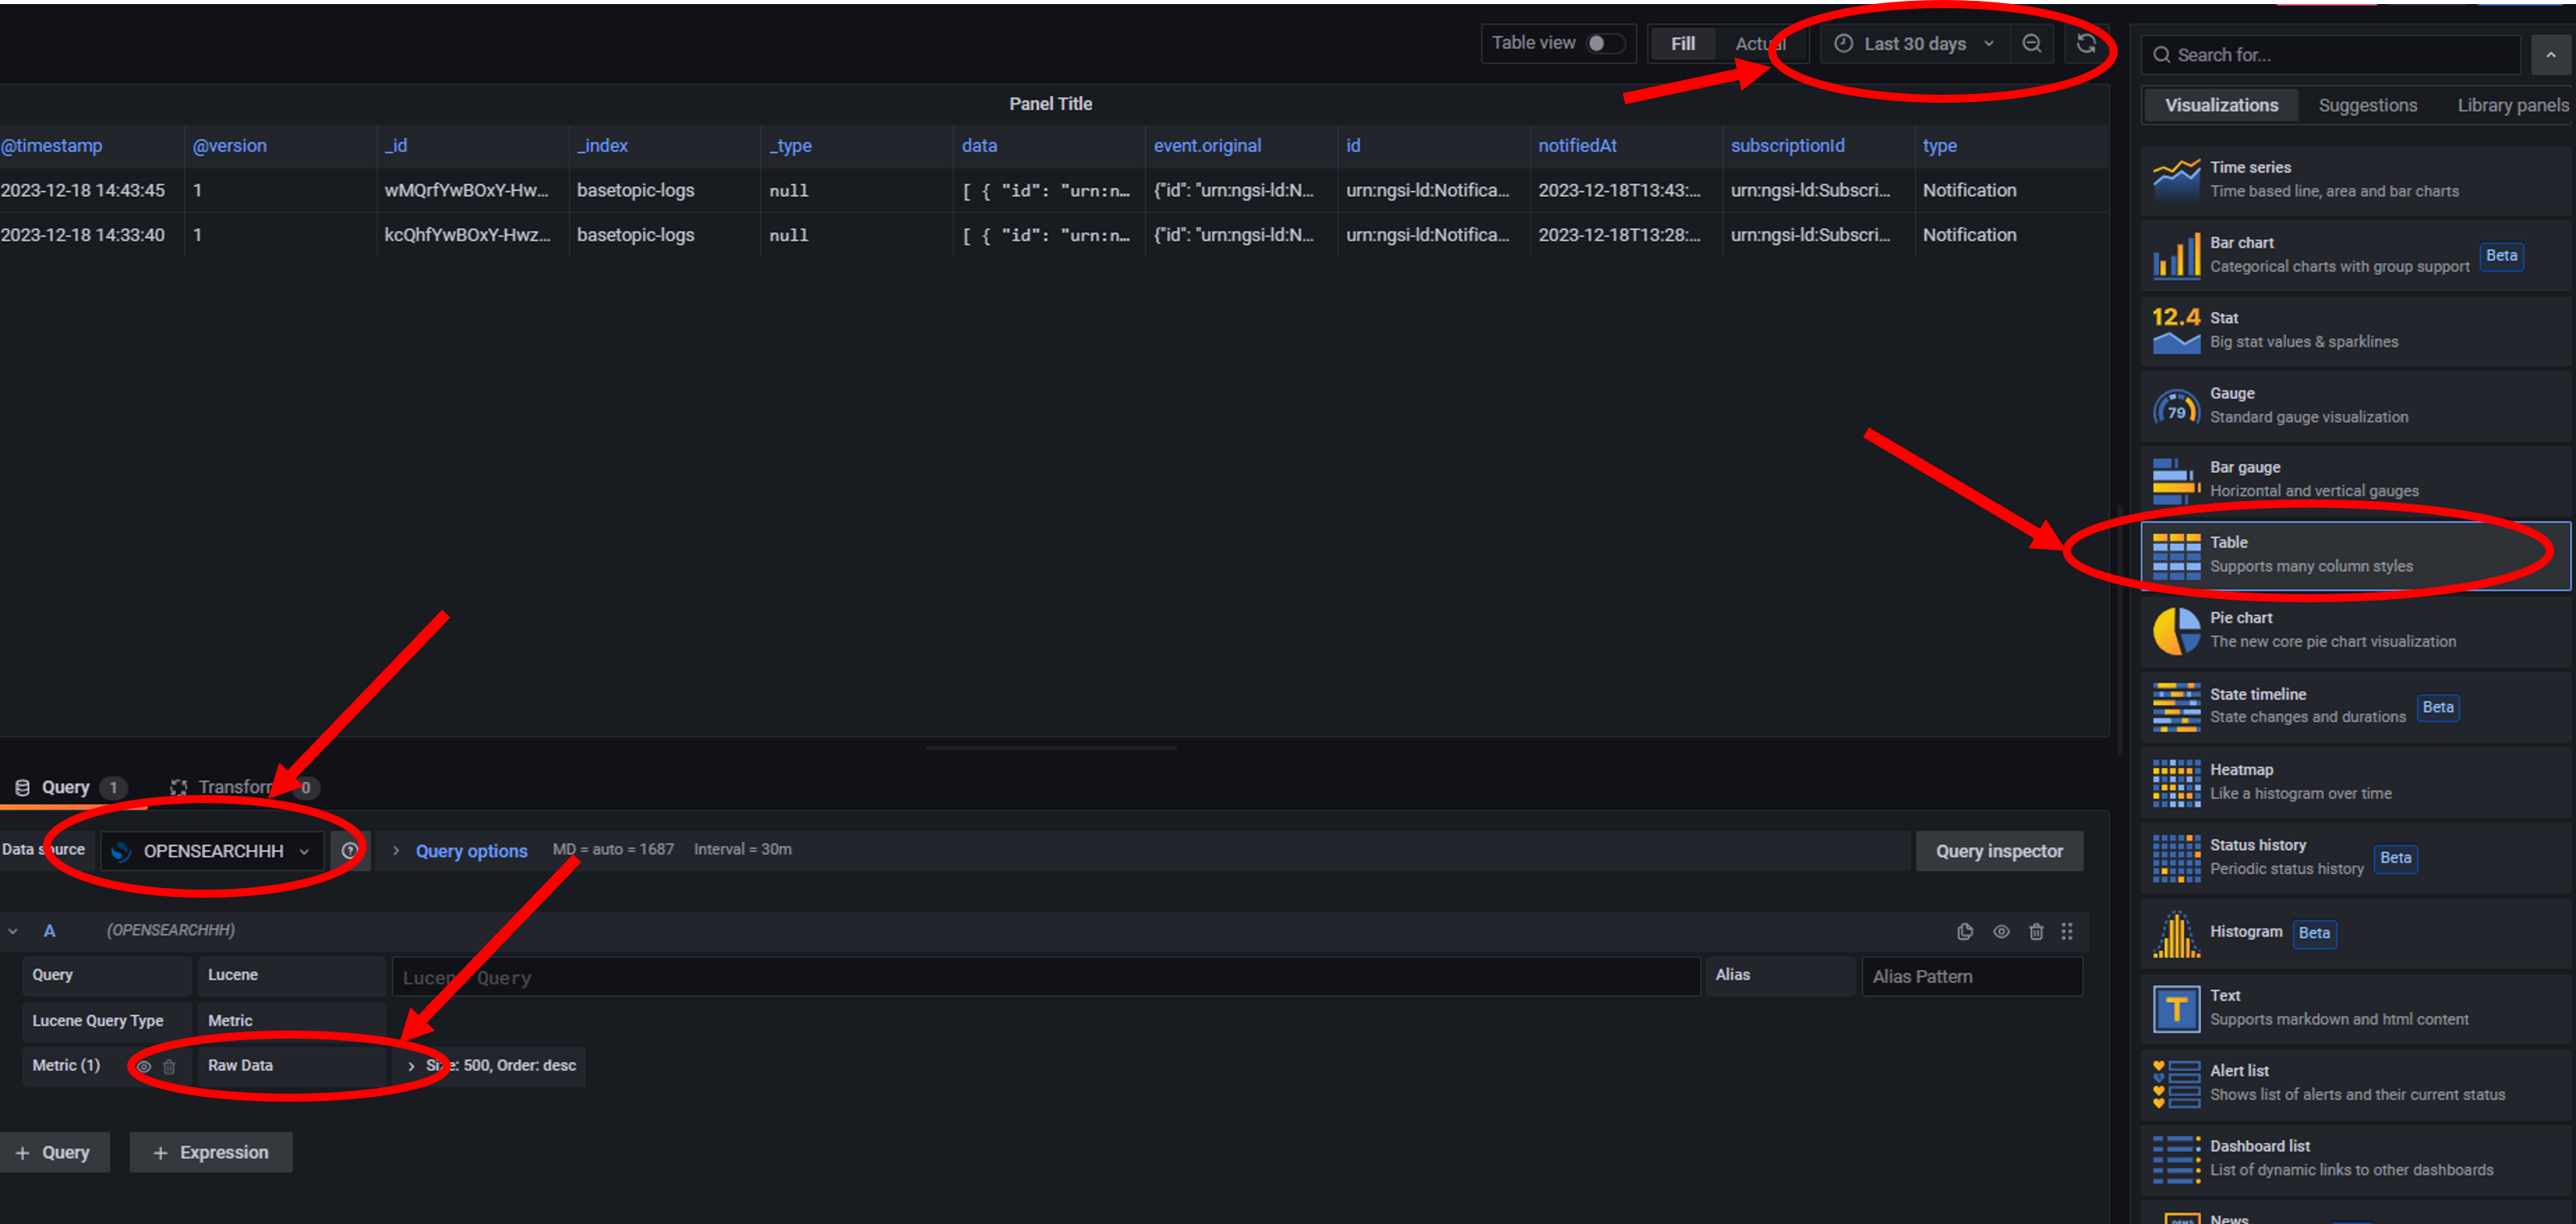 Table view Fill Actual Last 30 days
Search for...
Panel Title
Visualizations Suggestions Library panels
@timestamp @version _id _index _type data event.original id notifiedAt subscriptionId type
2023-12-18 14:43:45 1 wMQrfYwBOxY-Hw... basetopic-logs null [ { "id": "urn:n... {"id": "urn:ngsi-ld:N... urn:ngsi-ld:Notifica... 2023-12-18T13:43:... urn:ngsi-ld:Subscri... Notification
2023-12-18 14:33:40 1 kcQhfYwBOxY-Hwz... basetopic-logs null [ { "id": "urn:n... {"id": "urn:ngsi-ld:N... urn:ngsi-ld:Notifica... 2023-12-18T13:28:... urn:ngsi-ld:Subscri... Notification
Time series
Time based line, area and bar charts
Bar chart
Categorical charts with group support Beta
12.4 Stat
Big stat values & sparklines
Gauge
79 Standard gauge visualization
Bar gauge
Horizontal and vertical gauges
Table
Supports many column styles
Pie chart
The new core pie chart visualization
State timeline
State changes and durations Beta
Heatmap
Like a histogram over time
Status history
Periodic status history Beta
Histogram Beta
T Text
Supports markdown and html content
Alert list
Shows list of alerts and their current status
Dashboard list
List of dynamic links to other dashboards
News
Query 1 Transform 0
Data source OPENSEARCHHH Query options MD = auto = 1687 Interval = 30m Query inspector
A (OPENSEARCHHH)
Query Lucene Lucene Query Alias Alias Pattern
Lucene Query Type Metric
Metric (1) Raw Data Size: 500, Order: desc
+ Query + Expression